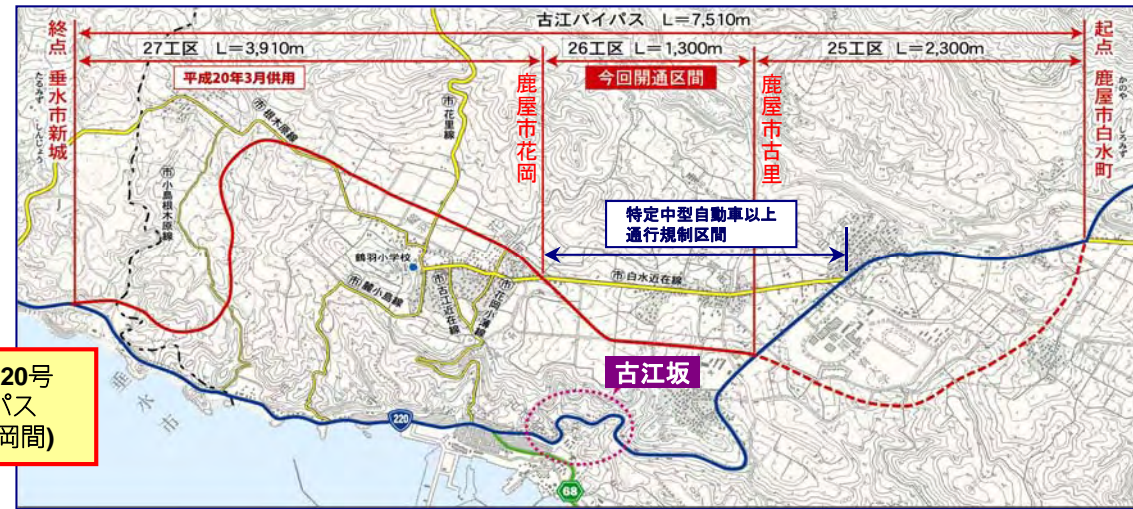 古江バイパス L=7,510m
27工区 L=3,910m
26工区 L=1,300m
25工区 L=2,300m
平成20年3月供用
今回開通区間
終点 垂水市新城
たるみず しんじょう
鹿屋市花岡
鹿屋市古里
起点 鹿屋市白水町
かのや しろみず
市根木原線
市花里線
市小島根木原線
特定中型自動車以上
通行規制区間
鶴羽小学校
市白水近在線
市麓小島線
市古江近在線
市花岡小浦線
古江坂
20号
パス
岡間)
垂水市
220
68